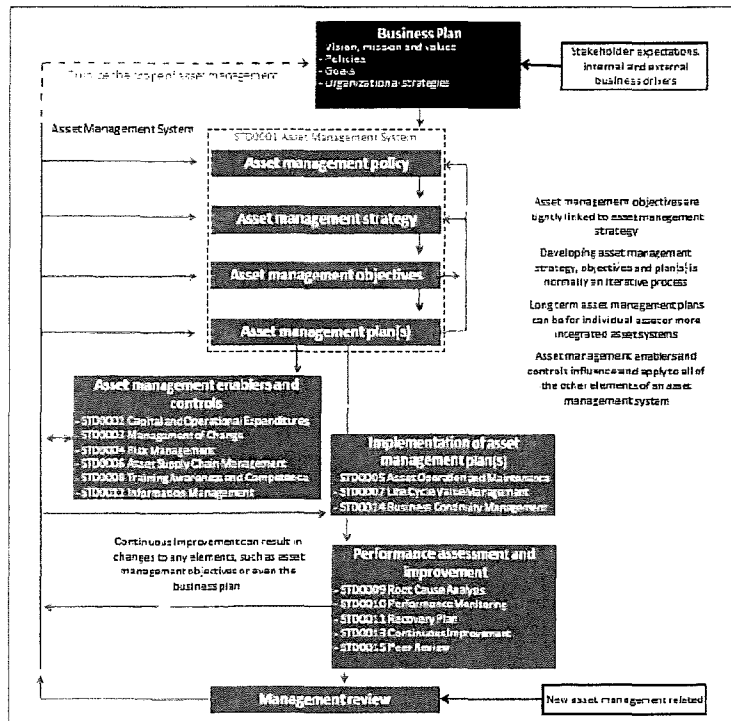 Business Plan
- Vision, mission and values
- Policies
- Goals
- Organizational strategies
Stakeholder expectations,
internal and external
business drivers
the scope of asset management
Asset Management System
STD0001 Asset Management System
Asset management policy
Asset management strategy
Asset management objectives
Asset management plan(s)
Asset management objectives are
tightly linked to asset management
strategy
Developing asset management
strategy, objectives and plan(s) is
normally an iterative process
Long term asset management plans
can be for individual asset or more
integrated asset systems
Asset management enablers and
controls influence and apply to all of
the other elements of an asset
management system
Asset management enablers and
controls
- STD0002 Capital and Operational Expenditures
- STD0003 Management of Change
- STD0004 Risk Management
- STD0006 Asset Supply Chain Management
- STD0008 Training Awareness and Competence
- STD0012 Information Management
Implementation of asset
management plan(s)
- STD0005 Asset Operation and Maintenance
- STD0007 Life Cycle Value Management
- STD0014 Business Continuity Management
Continuous improvement can result in
changes to any elements, such as asset
management objectives or even the
business plan
Performance assessment and
improvement
- STD0009 Root Cause Analysis
- STD0010 Performance Monitoring
- STD0011 Recovery Plan
- STD0013 Continuous Improvement
- STD0015 Peer Review
Management review
New asset management related